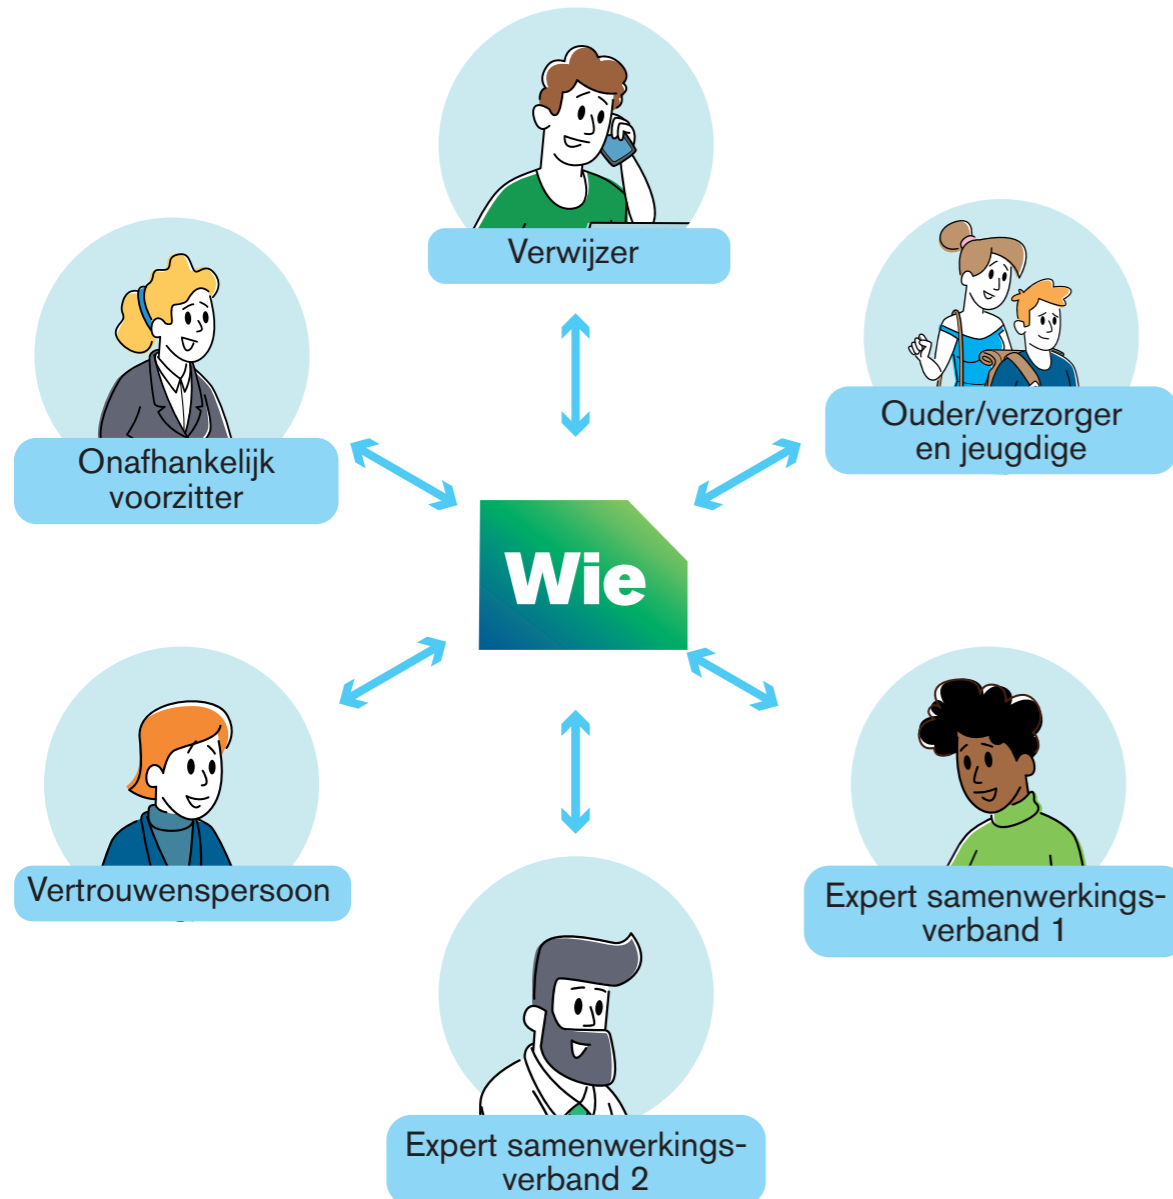 Verwijzer
Ouder/verzorger
en jeugdige
Onafhankelijk
voorzitter
Wie
Vertrouwenspersoon
Expert samenwerkings-
verband 1
Expert samenwerkings-
verband 2